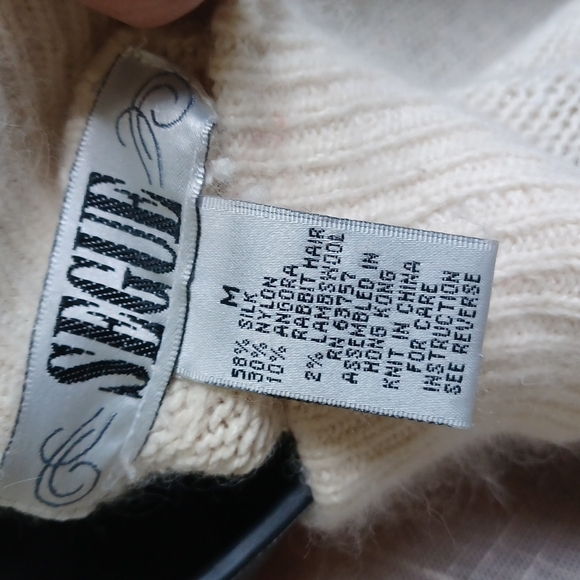 SEGUE
M
58% SILK
30% NYLON
10% ANGORA
RABBIT HAIR
2% LAMBSWOOL
RN 63757
ASSEMBLED IN
HONG KONG
KNIT IN CHINA
FOR CARE
INSTRUCTION
SEE REVERSE